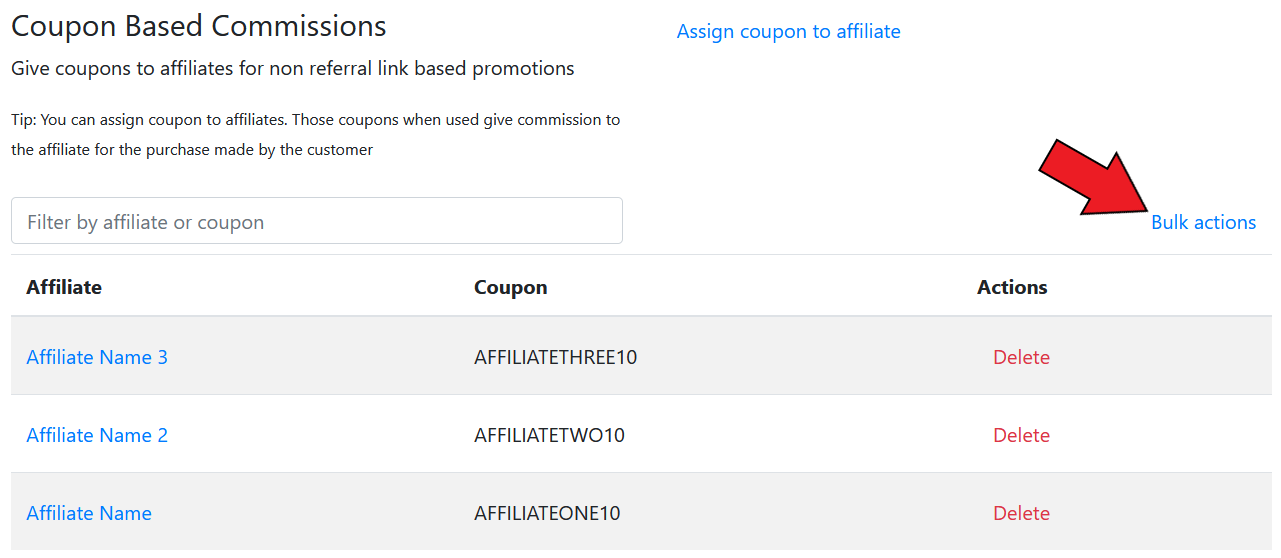 Coupon Based Commissions
Assign coupon to affiliate
Give coupons to affiliates for non referral link based promotions
Tip: You can assign coupon to affiliates. Those coupons when used give commission to
the affiliate for the purchase made by the customer
Filter by affiliate or coupon
Bulk actions
Affiliate Coupon Actions
Affiliate Name 3 AFFILIATETHREE10 Delete
Affiliate Name 2 AFFILIATETWO10 Delete
Affiliate Name AFFILIATEONE10 Delete